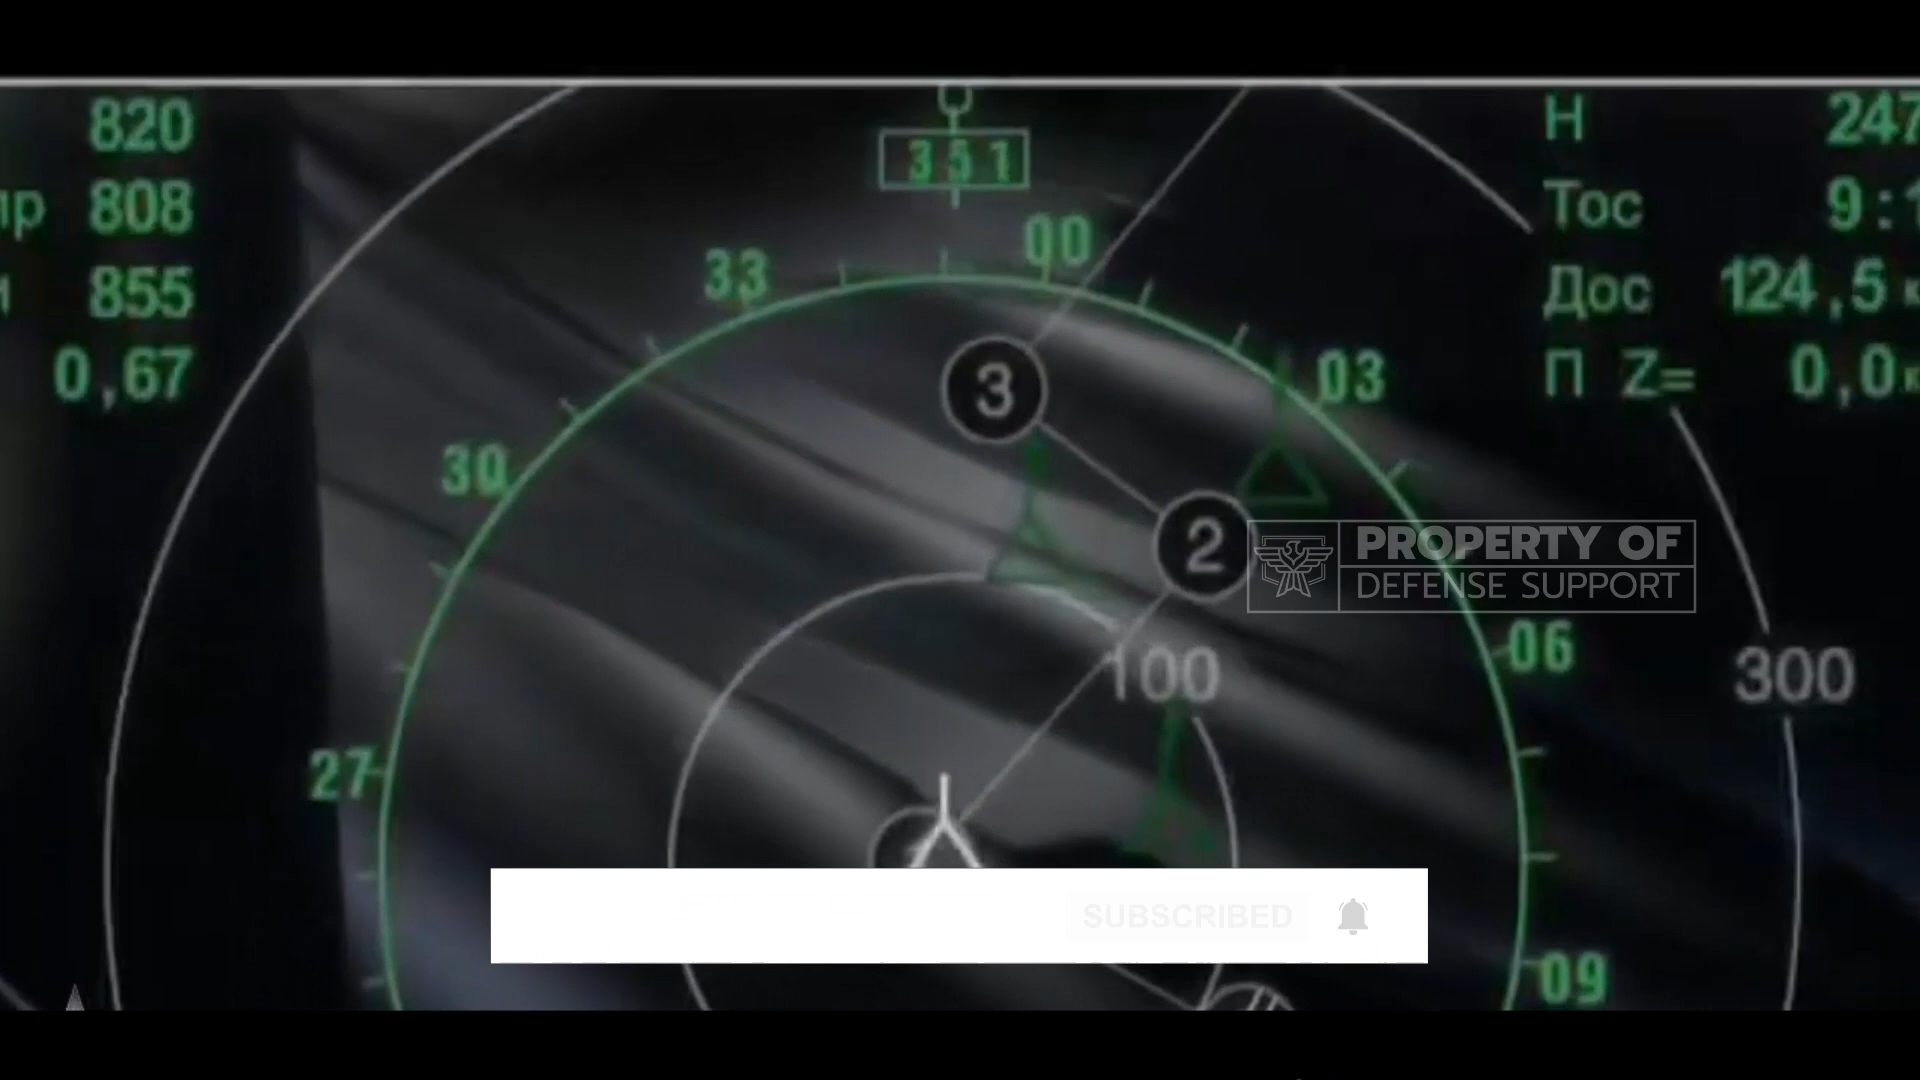 820
808
855
0,67
351
Н 247
Тос 9:1
Дос 124,5
П Z= 0,0
33
00
03
30
3
2
PROPERTY OF
DEFENSE SUPPORT
06
100
300
27
SUBSCRIBED
09